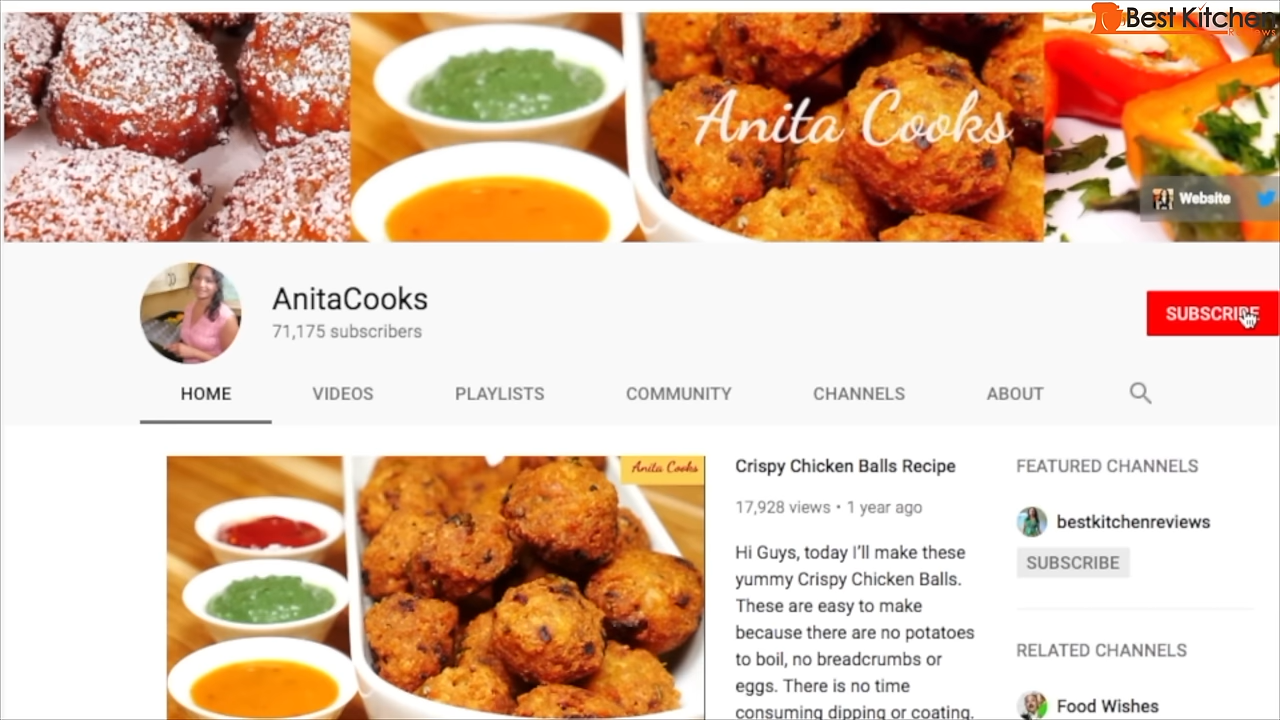 Best Kitchen
Reviews
Anita Cooks
Website
AnitaCooks
71,175 subscribers
SUBSCRIBE
HOME
VIDEOS
PLAYLISTS
COMMUNITY
CHANNELS
ABOUT
Anita Cooks
Crispy Chicken Balls Recipe
17,928 views • 1 year ago
Hi Guys, today I'll make these
yummy Crispy Chicken Balls.
These are easy to make
because there are no potatoes
to boil, no breadcrumbs or
eggs. There is no time
consuming dipping or coating.
FEATURED CHANNELS
bestkitchenreviews
SUBSCRIBE
RELATED CHANNELS
Food Wishes